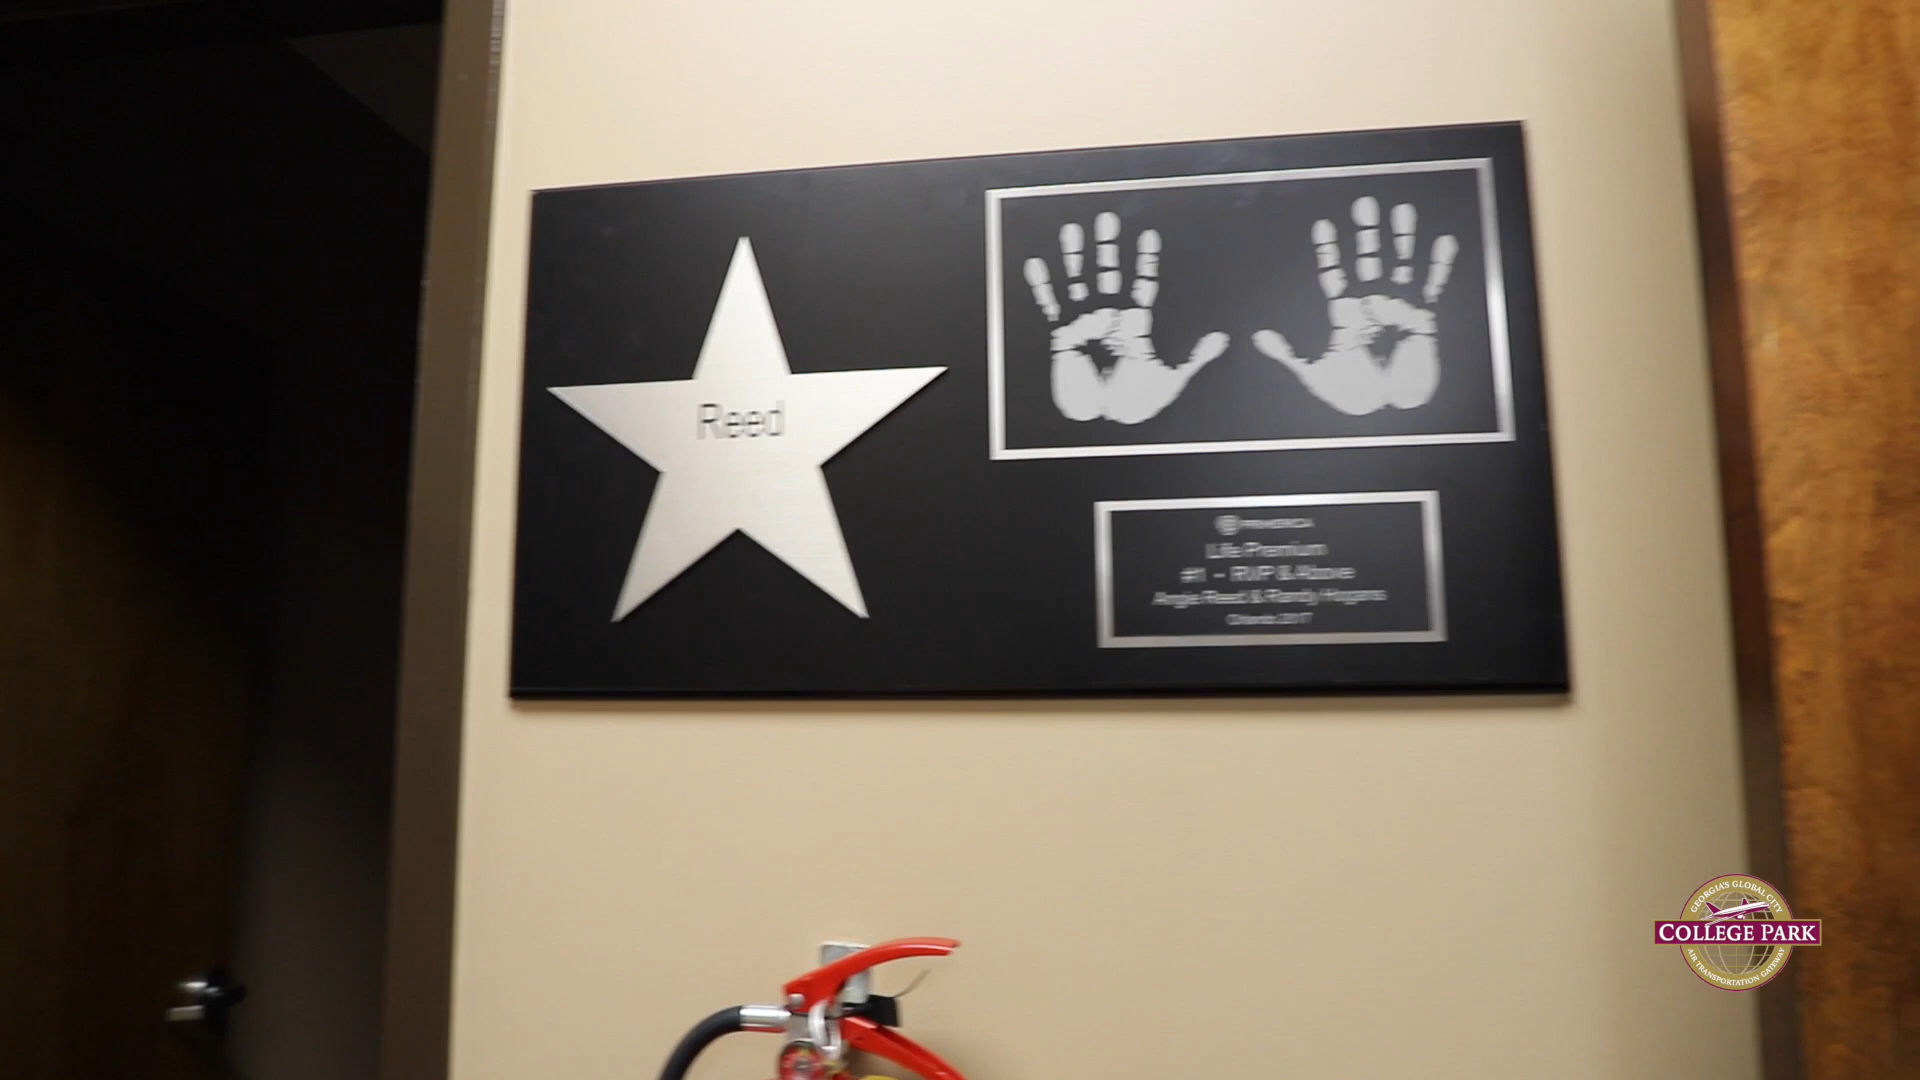 Reed
PRIMERICA
Life Premium
#1 - RVP & Above
Angie Reed & Randy Hogans
Orlando 2017
GEORGIA'S GLOBAL CITY
COLLEGE PARK
AIR TRANSPORTATION GATEWAY